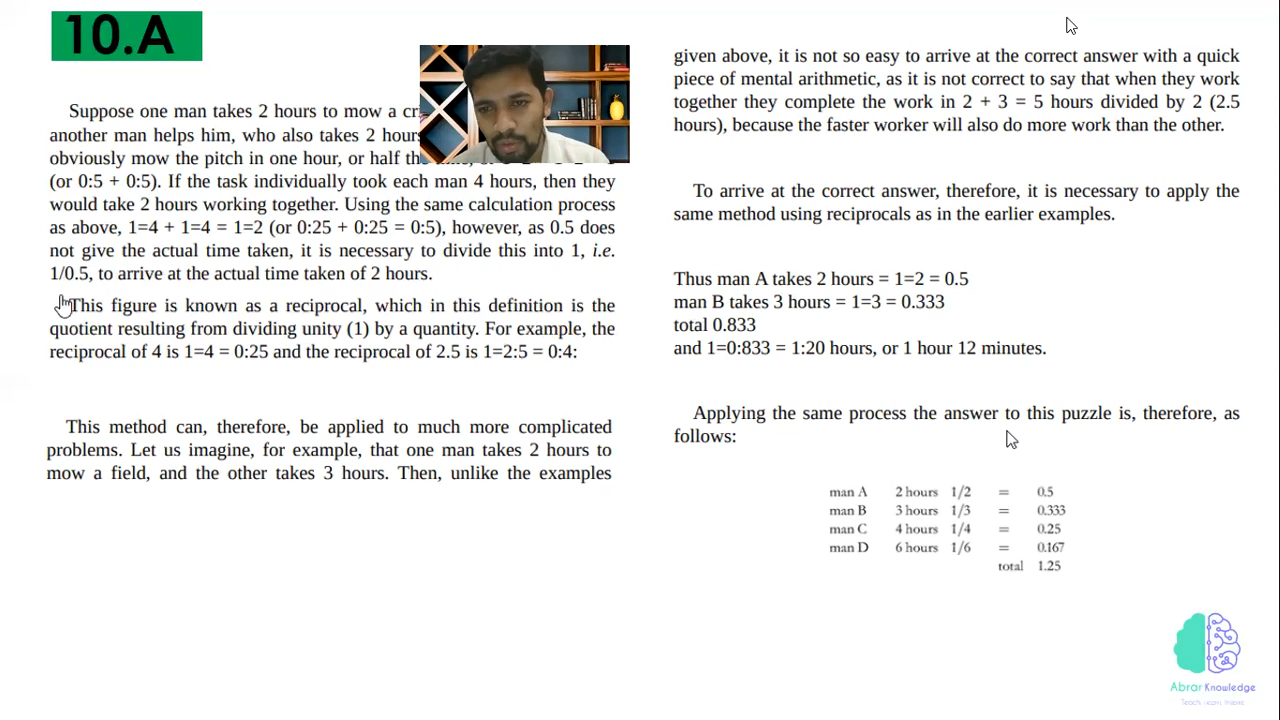 10.A
Suppose one man takes 2 hours to mow a
another man helps him, who also takes 2 hours
obviously mow the pitch in one hour, or half
(or 0:5 + 0:5). If the task individually took each man 4 hours, then they
would take 2 hours working together. Using the same calculation process
as above, 1=4 + 1=4 = 1=2 (or 0:25 + 0:25 = 0:5), however, as 0.5 does
not give the actual time taken, it is necessary to divide this into 1, i.e.
1/0.5, to arrive at the actual time taken of 2 hours.
This figure is known as a reciprocal, which in this definition is the
quotient resulting from dividing unity (1) by a quantity. For example, the
reciprocal of 4 is 1=4 = 0:25 and the reciprocal of 2.5 is 1=2:5 = 0:4:
This method can, therefore, be applied to much more complicated
problems. Let us imagine, for example, that one man takes 2 hours to
mow a field, and the other takes 3 hours. Then, unlike the examples
given above, it is not so easy to arrive at the correct answer with a quick
piece of mental arithmetic, as it is not correct to say that when they work
together they complete the work in 2 + 3 = 5 hours divided by 2 (2.5
hours), because the faster worker will also do more work than the other.
To arrive at the correct answer, therefore, it is necessary to apply the
same method using reciprocals as in the earlier examples.
Thus man A takes 2 hours = 1=2 = 0.5
man B takes 3 hours = 1=3 = 0.333
total 0.833
and 1=0:833 = 1:20 hours, or 1 hour 12 minutes.
Applying the same process the answer to this puzzle is, therefore, as
follows:
man A 2 hours 1/2 = 0.5
man B 3 hours 1/3 = 0.333
man C 4 hours 1/4 = 0.25
man D 6 hours 1/6 = 0.167
total 1.25
Abrar Knowledge